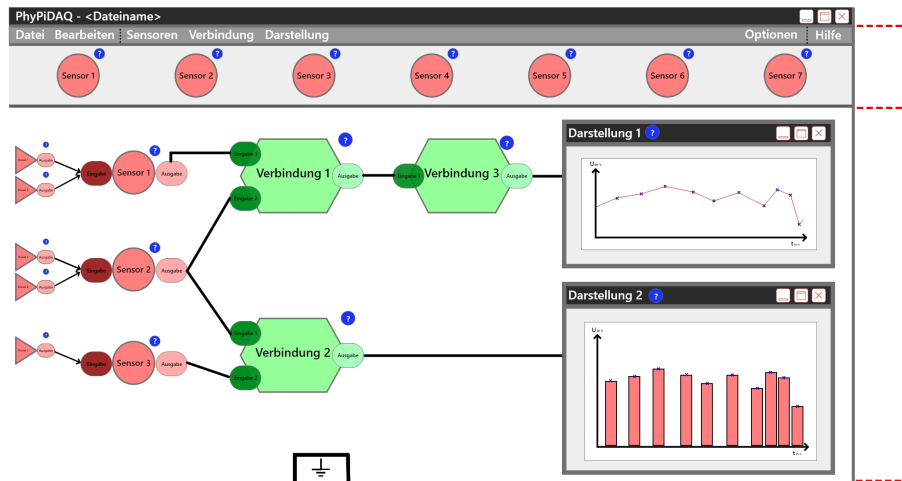 PhyPiDAQ - <Dateiname>
Datei Bearbeiten Sensoren Verbindung Darstellung Optionen Hilfe
? ? ? ? ? ? ?
Sensor 1 Sensor 2 Sensor 3 Sensor 4 Sensor 5 Sensor 6 Sensor 7
Darstellung 1 ?
Ausgabe Eingabe Sensor 1 ? Ausgabe
Ausgabe
Eingabe 1 Verbindung 1 ? Ausgabe
Eingabe 2
Eingabe 1 Verbindung 3 ? Ausgabe
Ausgabe Eingabe Sensor 2 ? Ausgabe
Ausgabe
Darstellung 2 ?
Eingabe 1 Verbindung 2 ? Ausgabe
Eingabe 2
Ausgabe Eingabe Sensor 3 ? Ausgabe